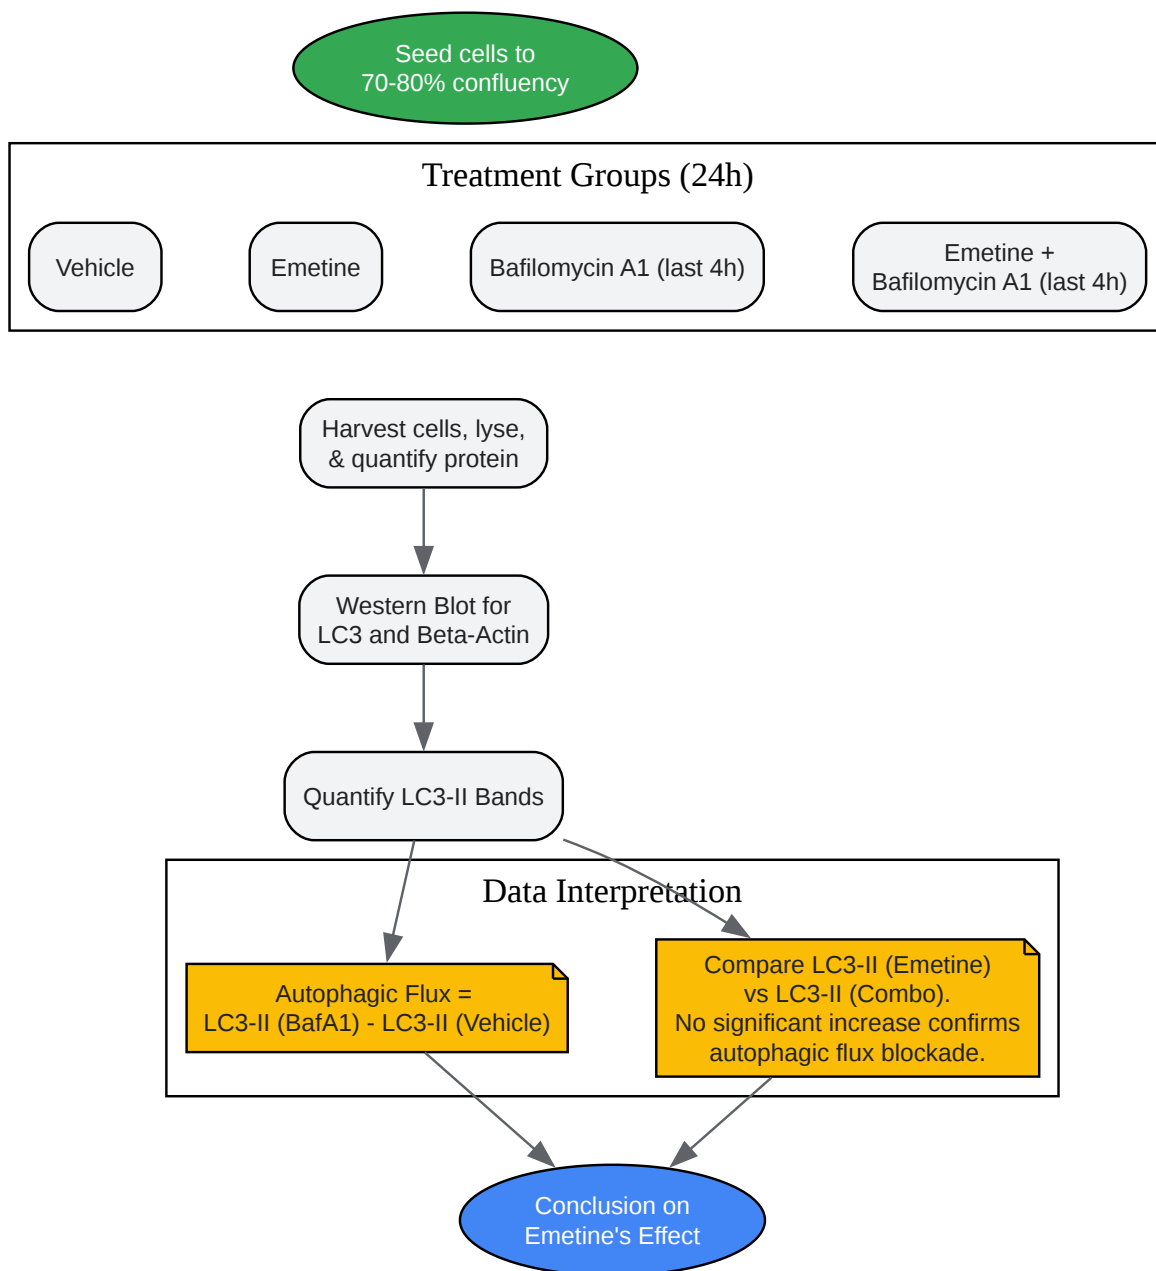 Seed cells to
70-80% confluency
Treatment Groups (24h)
Vehicle
Emetine
Bafilomycin A1 (last 4h)
Emetine +
Bafilomycin A1 (last 4h)
Harvest cells, lyse,
& quantify protein
Western Blot for
LC3 and Beta-Actin
Quantify LC3-II Bands
Data Interpretation
Autophagic Flux =
LC3-II (BafA1) - LC3-II (Vehicle)
Compare LC3-II (Emetine)
vs LC3-II (Combo).
No significant increase confirms
autophagic flux blockade.
Conclusion on
Emetine's Effect